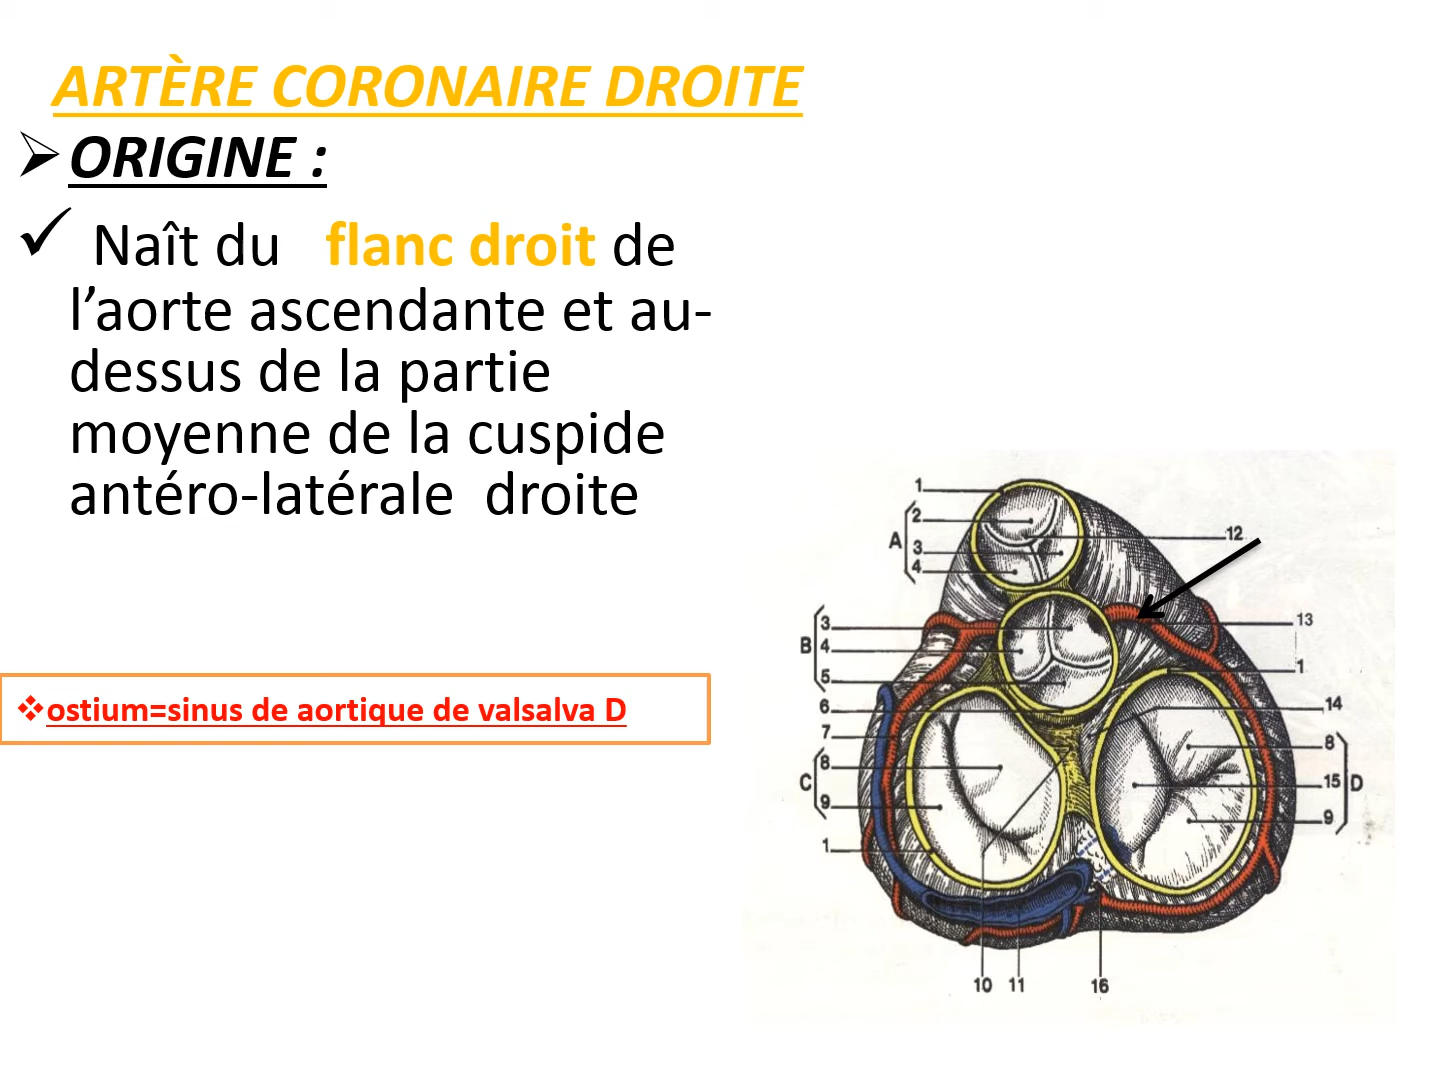 ARTÈRE CORONAIRE DROITE
ORIGINE :
Naît du flanc droit de
l’aorte ascendante et au-
dessus de la partie
moyenne de la cuspide
antéro-latérale droite
ostium=sinus de aortique de valsalva D
1
2
A
3
4
12
3
B
4
5
6
7
8
C
9
1
13
1
14
8
15
D
9
10
11
16